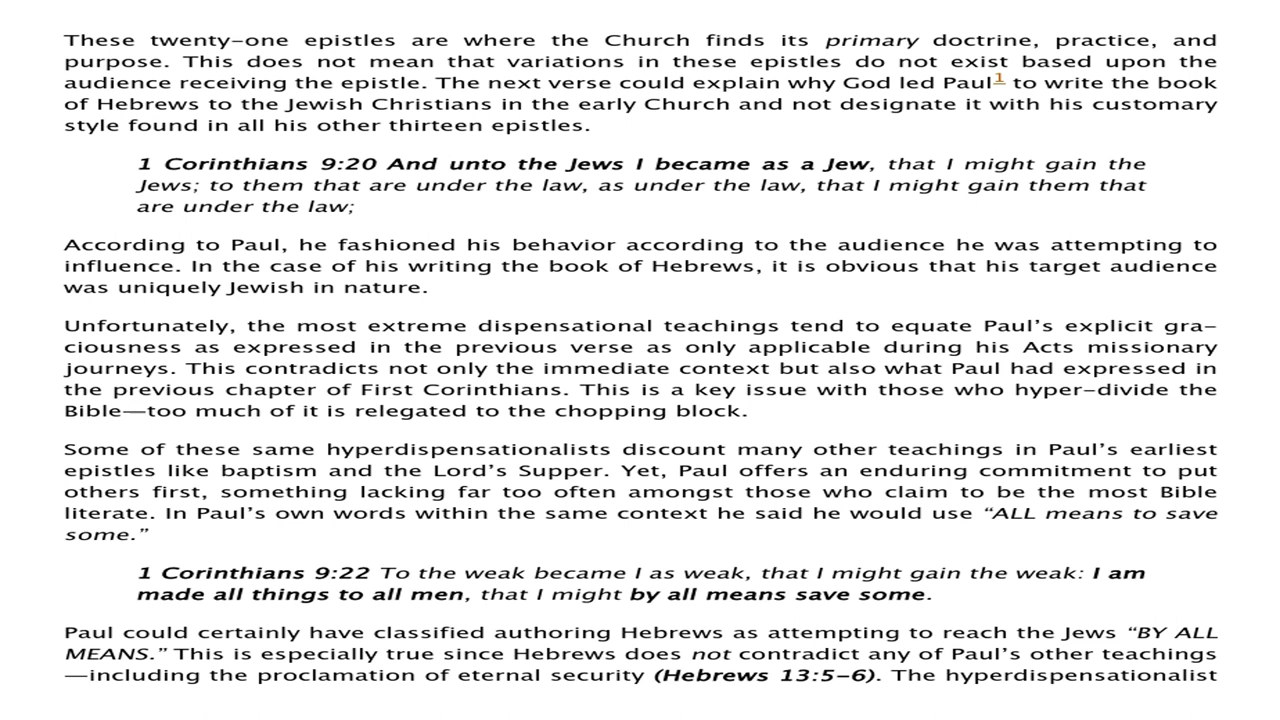 These twenty-one epistles are where the Church finds its primary doctrine, practice, and
purpose. This does not mean that variations in these epistles do not exist based upon the
audience receiving the epistle. The next verse could explain why God led Paul1 to write the book
of Hebrews to the Jewish Christians in the early Church and not designate it with his customary
style found in all his other thirteen epistles.
1 Corinthians 9:20 And unto the Jews I became as a Jew, that I might gain the
Jews; to them that are under the law, as under the law, that I might gain them that
are under the law;
According to Paul, he fashioned his behavior according to the audience he was attempting to
influence. In the case of his writing the book of Hebrews, it is obvious that his target audience
was uniquely Jewish in nature.
Unfortunately, the most extreme dispensational teachings tend to equate Paul's explicit gra-
ciousness as expressed in the previous verse as only applicable during his Acts missionary
journeys. This contradicts not only the immediate context but also what Paul had expressed in
the previous chapter of First Corinthians. This is a key issue with those who hyper-divide the
Bible—too much of it is relegated to the chopping block.
Some of these same hyperdispensationalists discount many other teachings in Paul's earliest
epistles like baptism and the Lord's Supper. Yet, Paul offers an enduring commitment to put
others first, something lacking far too often amongst those who claim to be the most Bible
literate. In Paul's own words within the same context he said he would use “ALL means to save
some.”
1 Corinthians 9:22 To the weak became I as weak, that I might gain the weak: I am
made all things to all men, that I might by all means save some.
Paul could certainly have classified authoring Hebrews as attempting to reach the Jews “BY ALL
MEANS.” This is especially true since Hebrews does not contradict any of Paul's other teachings
—including the proclamation of eternal security (Hebrews 13:5-6). The hyperdispensationalist